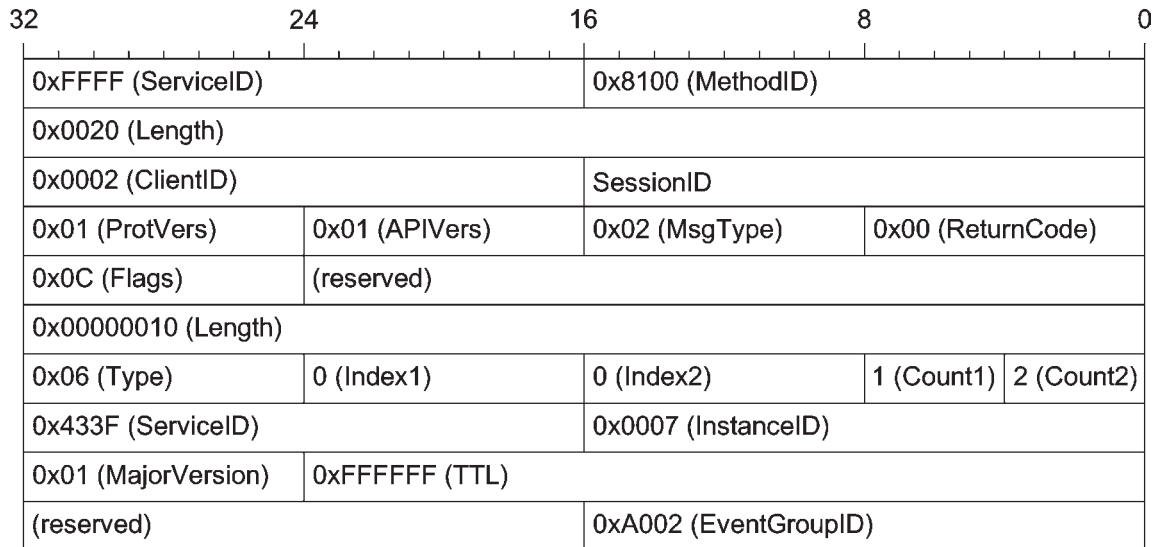 32 24 16 8 0
0xFFFF (ServiceID) 0x8100 (MethodID)
0x0020 (Length)
0x0002 (ClientID) SessionID
0x01 (ProtVers) 0x01 (APIVers) 0x02 (MsgType) 0x00 (ReturnCode)
0x0C (Flags) (reserved)
0x00000010 (Length)
0x06 (Type) 0 (Index1) 0 (Index2) 1 (Count1) 2 (Count2)
0x433F (ServiceID) 0x0007 (InstanceID)
0x01 (MajorVersion) 0xFFFFFF (TTL)
(reserved) 0xA002 (EventGroupID)